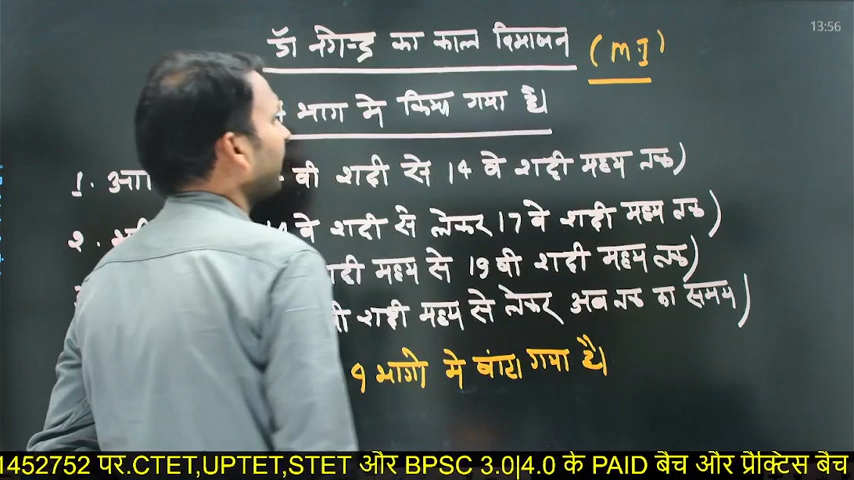 13:56
डॉ नगेन्द्र का काल विभाजन (M.I)
भाग मे किया गया है।
1. आ वी शदी से 14 वे शदी मध्य तक)
2. 14 वे शदी से लेकर 17 वे शदी मध्य तक)
दी मध्य से 19 वी शदी मध्य तक)
वी शदी मध्य से लेकर अब तक का समय)
9 भागो मे बांटा गया है।
1452752 पर.CTET,UPTET,STET और BPSC 3.0|4.0 के PAID बैच और प्रैक्टिस बैच